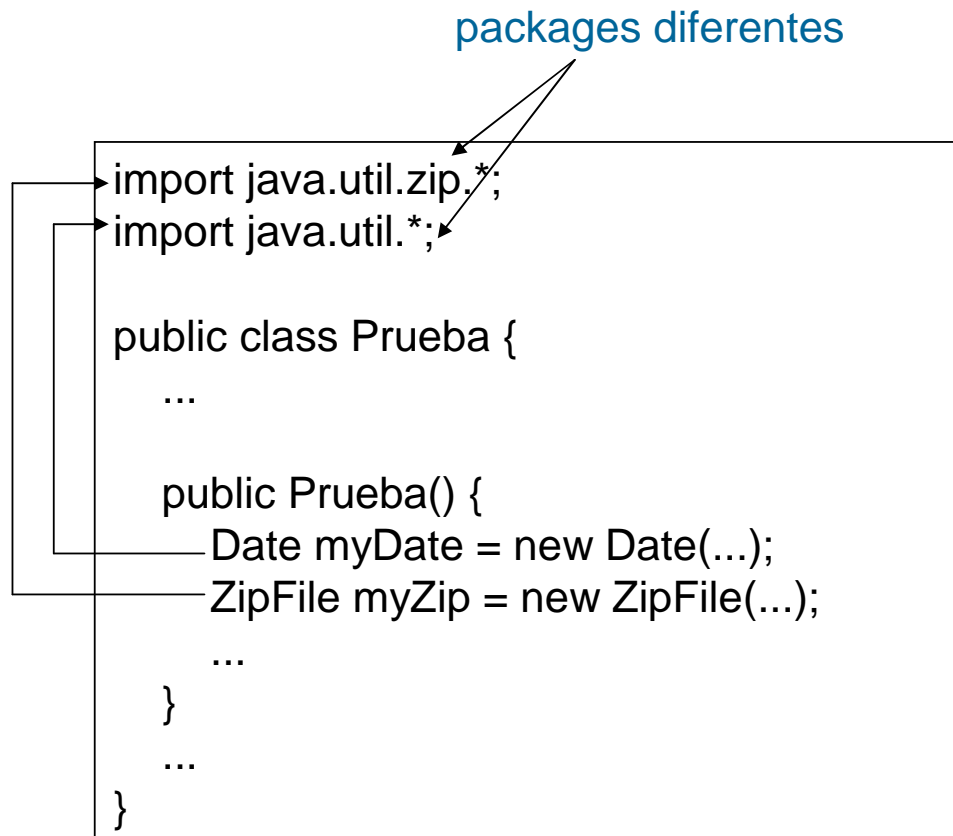 packages diferentes
import java.util.zip.*;
import java.util.*;
public class Prueba {
...
public Prueba() {
Date myDate = new Date(...);
ZipFile myZip = new ZipFile(...);
...
}
...
}